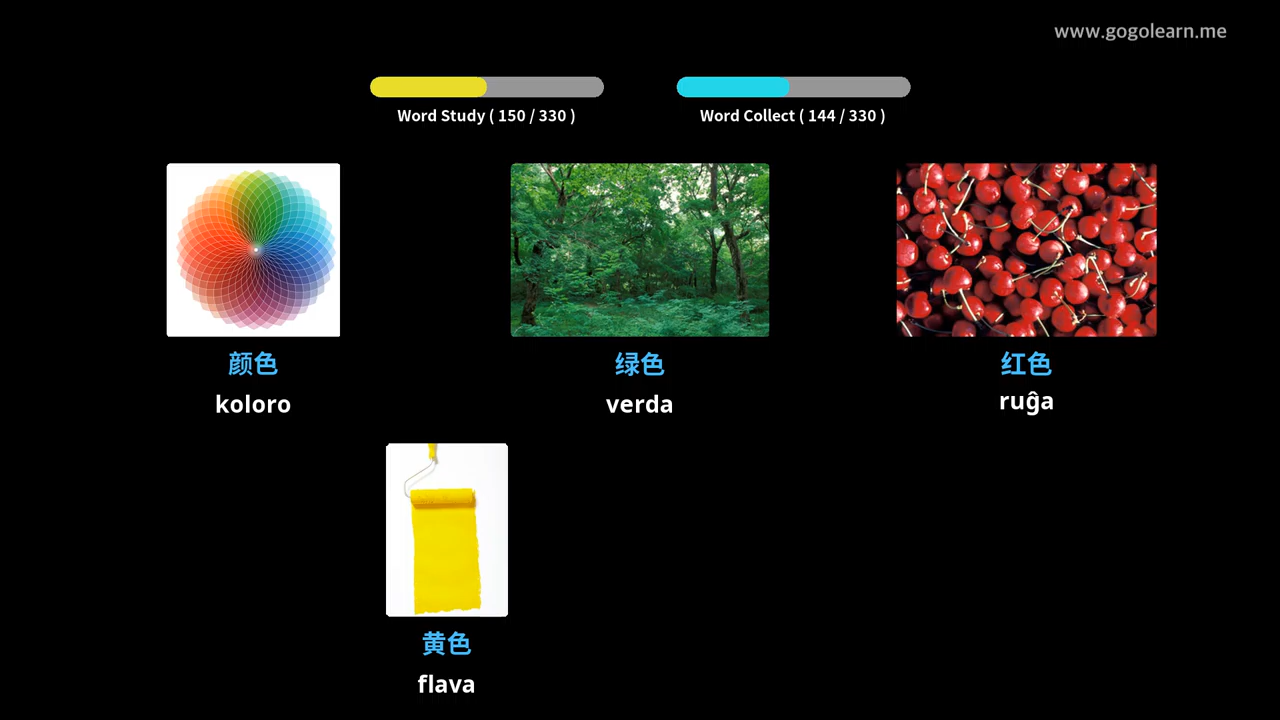 www.gogolearn.me
Word Study ( 150 / 330 )
Word Collect ( 144 / 330 )
颜色
koloro
绿色
verda
红色
ruĝa
黄色
flava